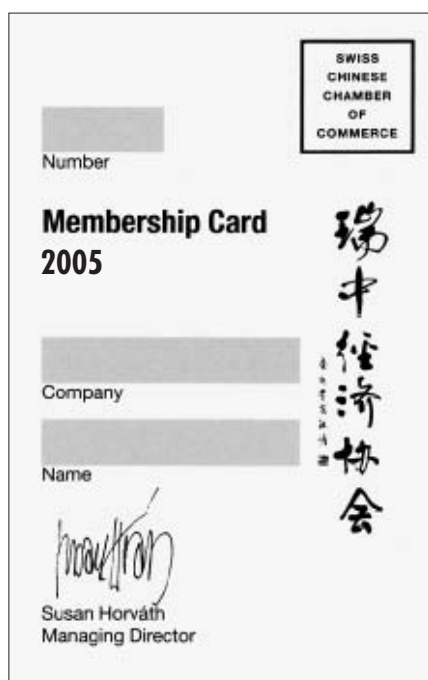 SWISS
CHINESE
CHAMBER
OF
COMMERCE
Number
Membership Card
2005
瑞中经济协会
Company
Name
Susan Horváth
Managing Director